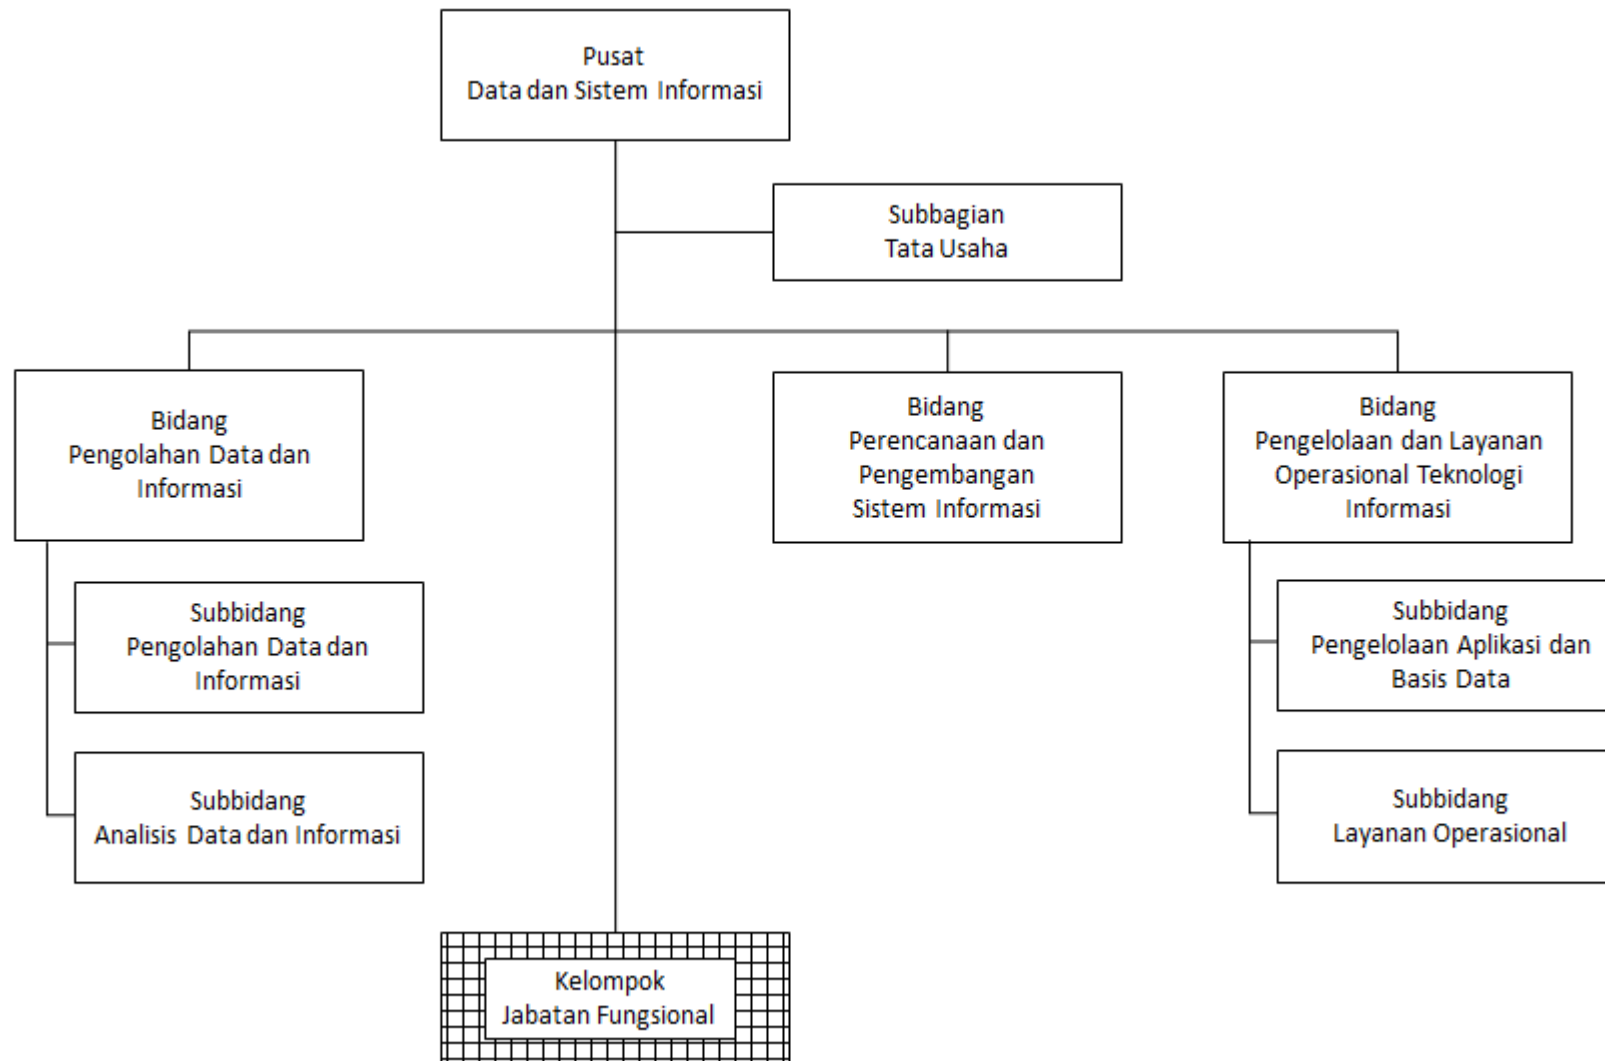 Pusat
Data dan Sistem Informasi
Subbagian
Tata Usaha
Bidang
Pengolahan Data dan
Informasi
Bidang
Perencanaan dan
Pengembangan
Sistem Informasi
Bidang
Pengelolaan dan Layanan
Operasional Teknologi
Informasi
Subbidang
Pengolahan Data dan
Informasi
Subbidang
Analisis Data dan Informasi
Subbidang
Pengelolaan Aplikasi dan
Basis Data
Subbidang
Layanan Operasional
Kelompok
Jabatan Fungsional